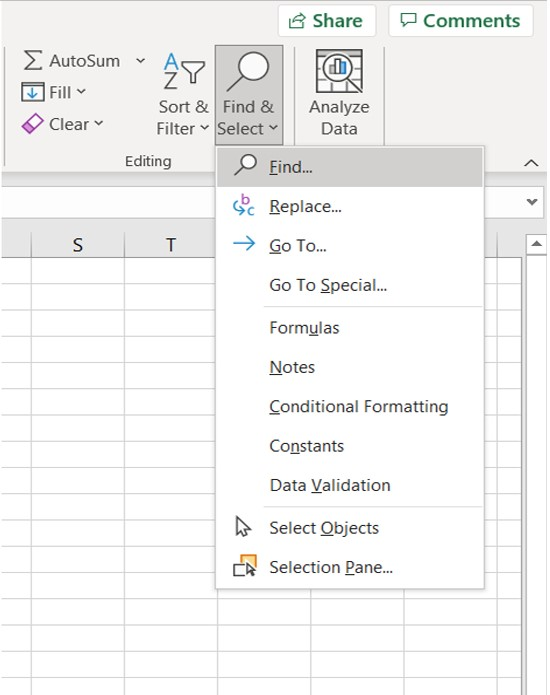 Share
Comments
AutoSum
Fill
Clear
Sort &
Filter
Find &
Select
Analyze
Data
Editing
Find...
Replace...
Go To...
Go To Special...
Formulas
Notes
Conditional Formatting
Constants
Data Validation
Select Objects
Selection Pane...
S
T